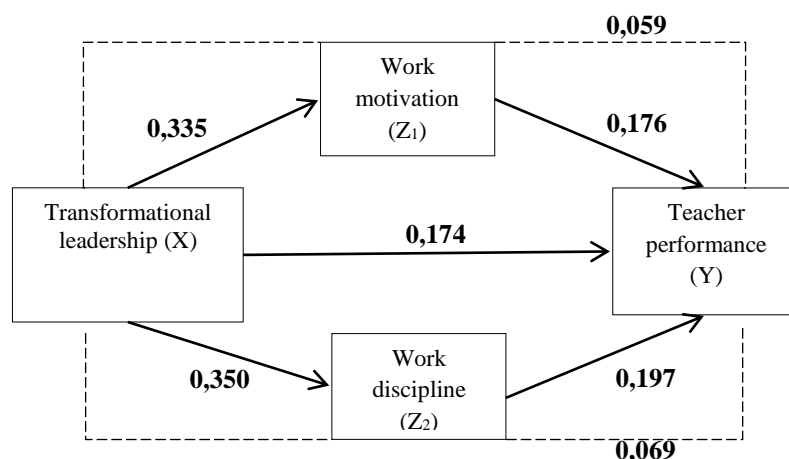 0,059
Work
motivation
(Z₁)
0,335
0,176
Transformational
leadership (X)
0,174
Teacher
performance
(Y)
0,350
Work
discipline
(Z₂)
0,197
0,069